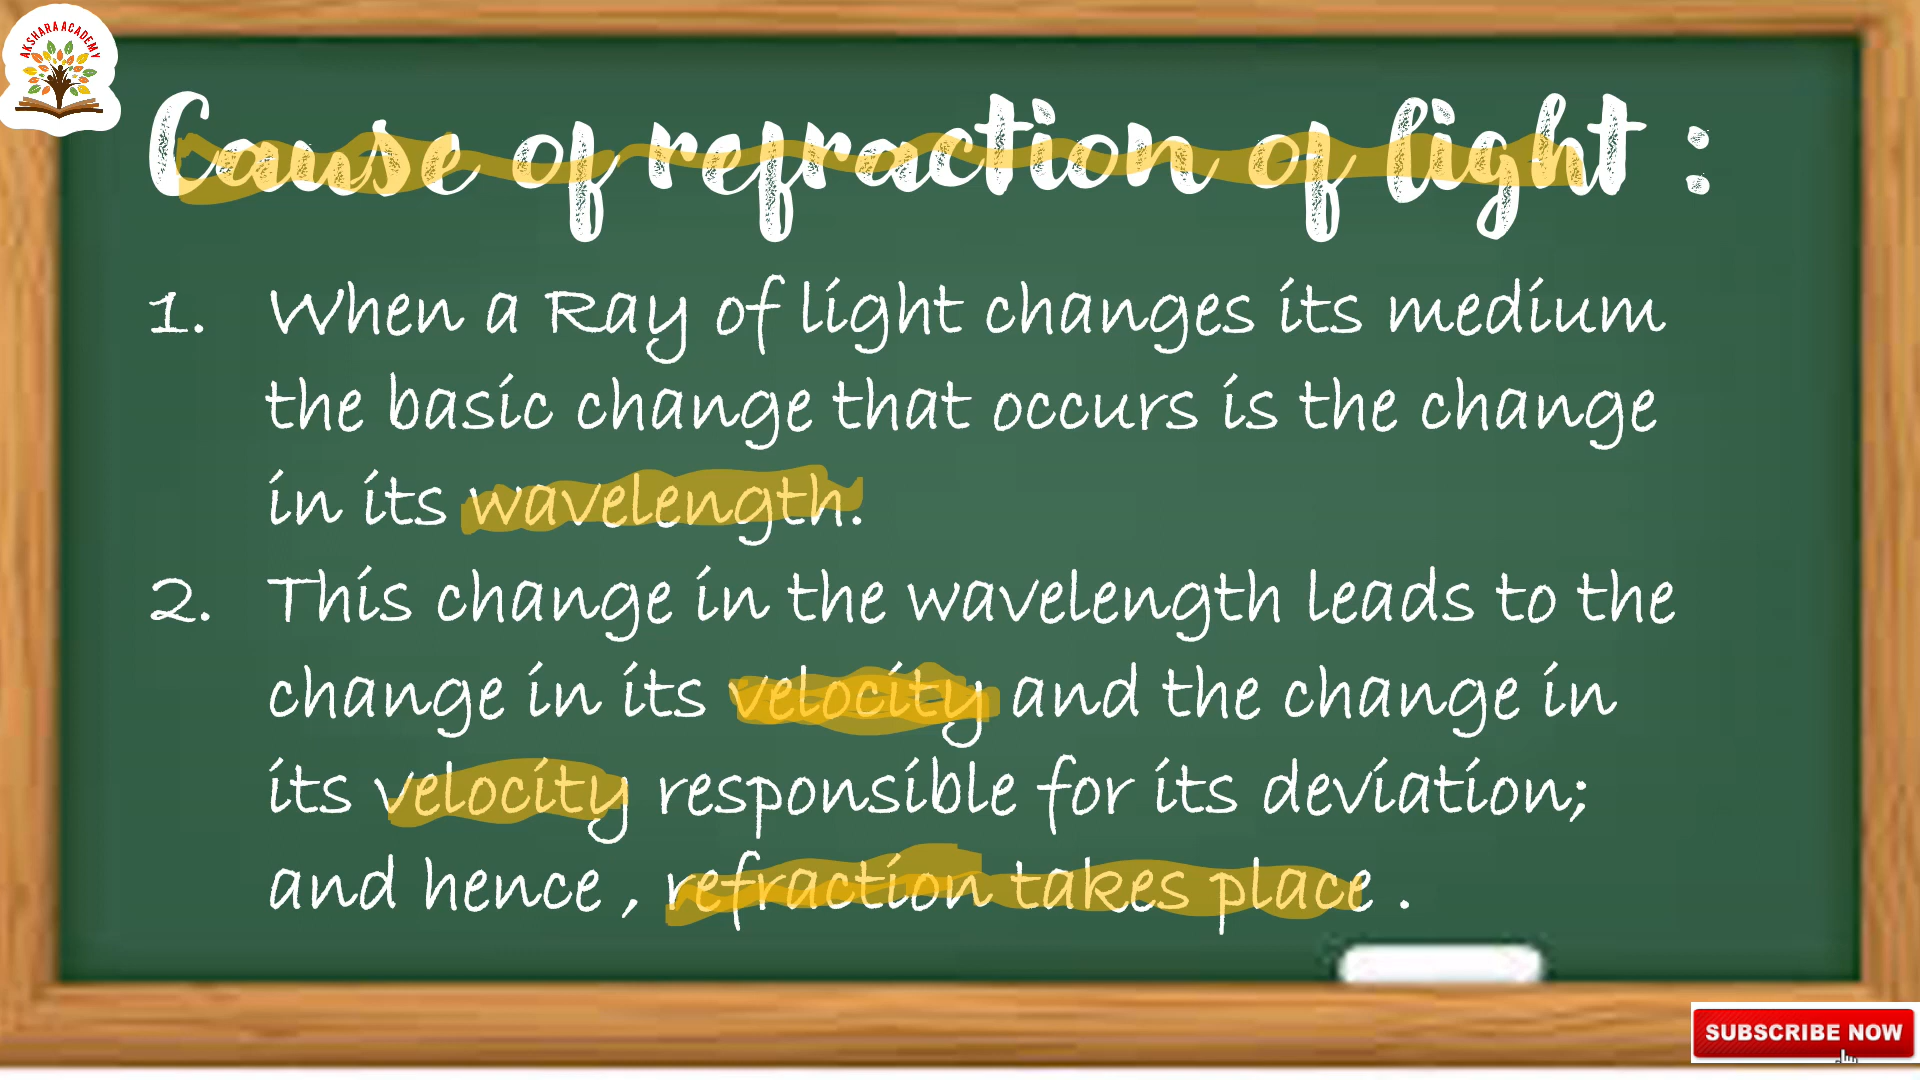 AKSHARA ACADEMY
Cause of refraction of light :
1. When a Ray of light changes its medium
the basic change that occurs is the change
in its wavelength.
2. This change in the wavelength leads to the
change in its velocity and the change in
its velocity responsible for its deviation;
and hence , refraction takes place .
SUBSCRIBE NOW